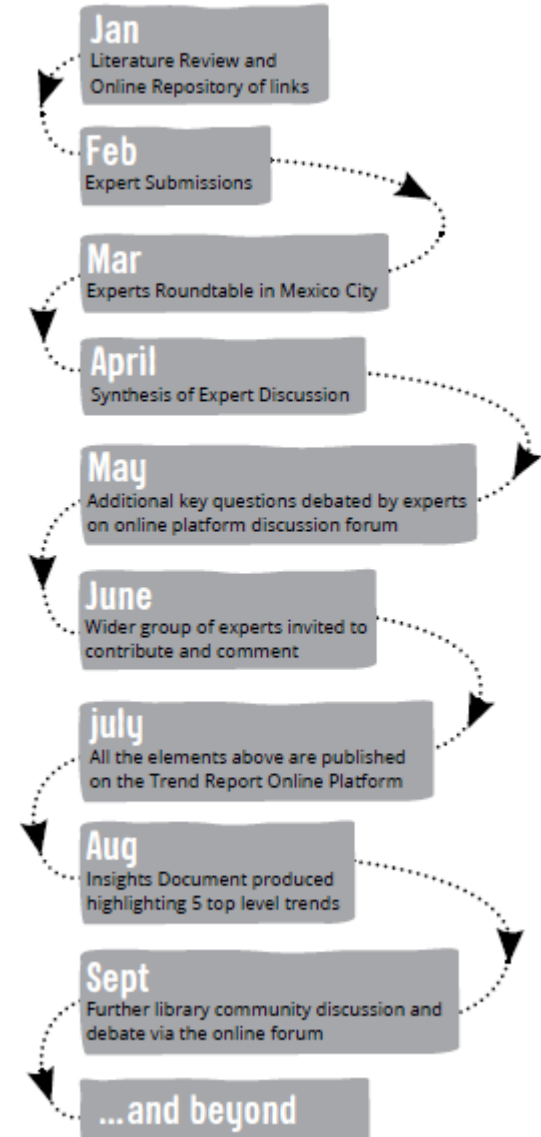 Jan
Literature Review and
Online Repository of links
Feb
Expert Submissions
Mar
Experts Roundtable in Mexico City
April
Synthesis of Expert Discussion
May
Additional key questions debated by experts
on online platform discussion forum
June
Wider group of experts invited to
contribute and comment
july
All the elements above are published
on the Trend Report Online Platform
Aug
Insights Document produced
highlighting 5 top level trends
Sept
Further library community discussion and
debate via the online forum
...and beyond